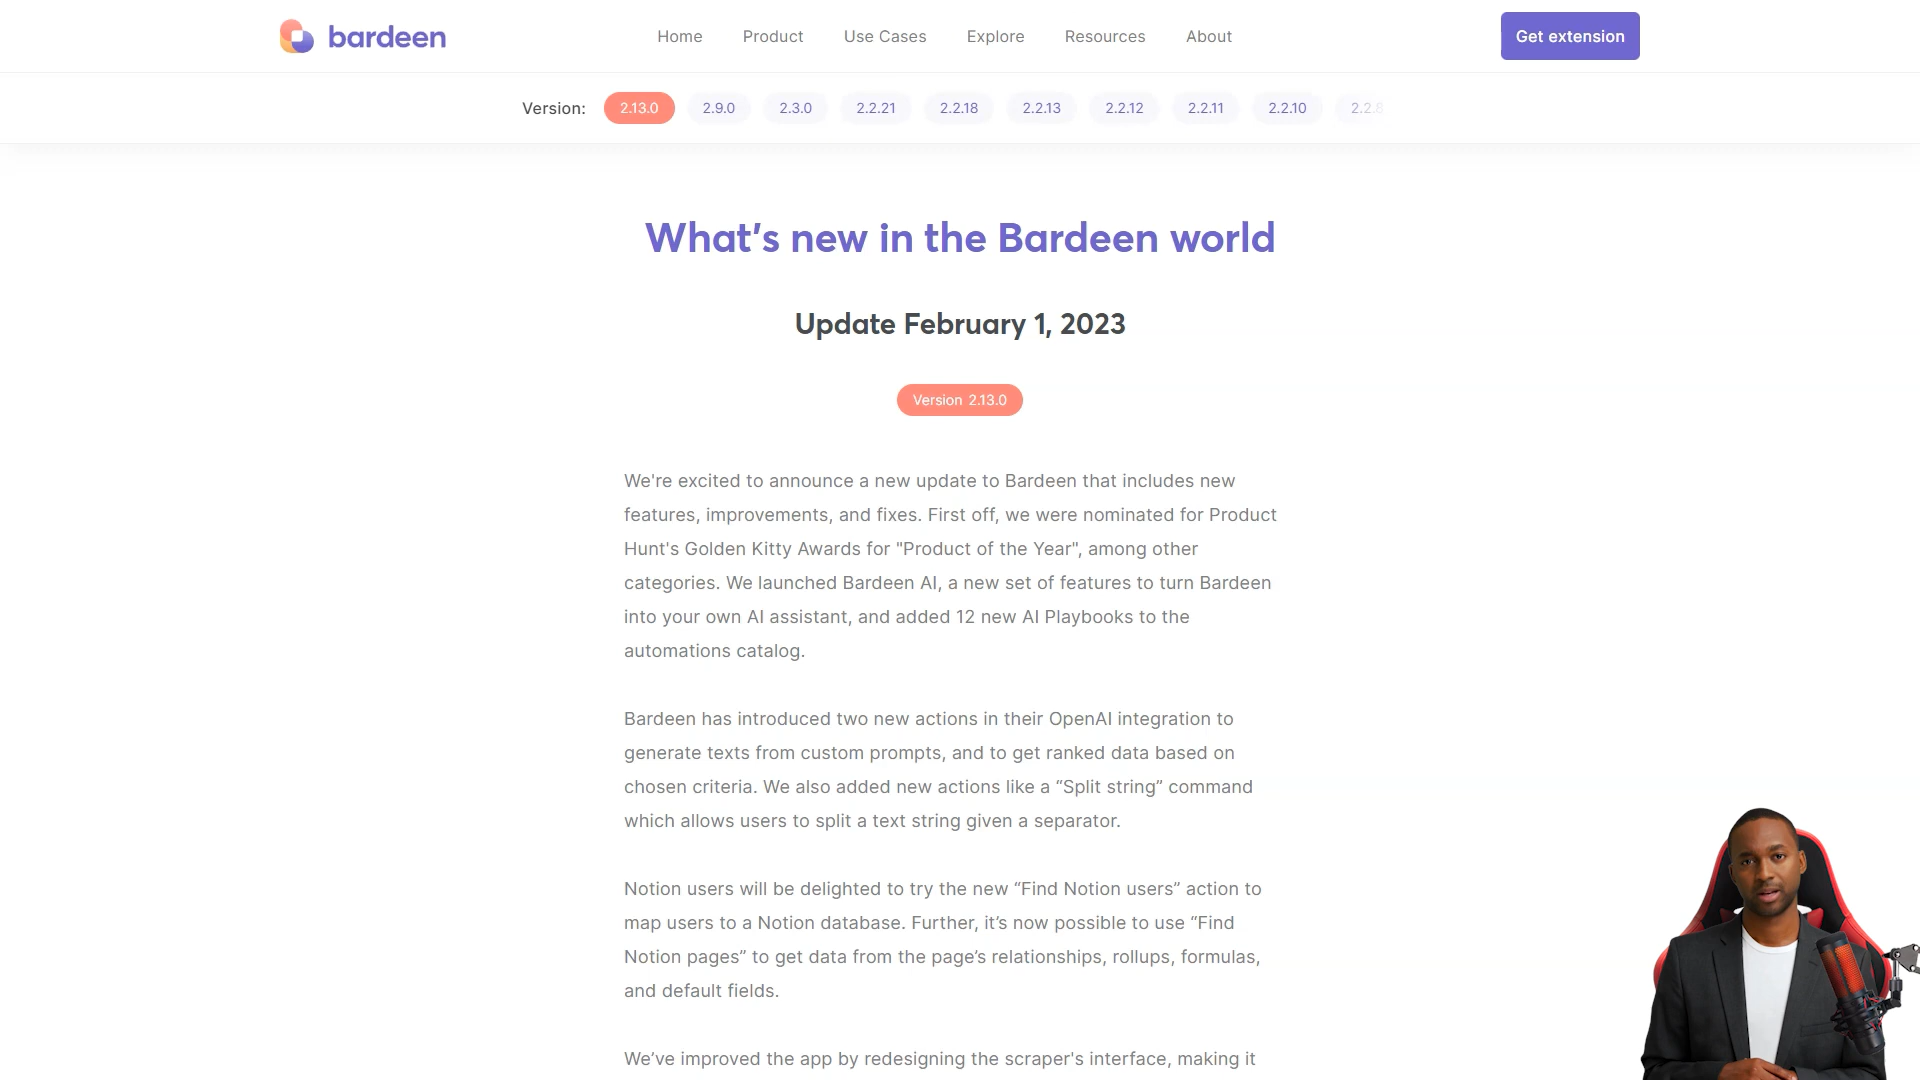 bardeen
Home Product Use Cases Explore Resources About
Get extension
Version: 2.13.0 2.9.0 2.3.0 2.2.21 2.2.18 2.2.13 2.2.12 2.2.11 2.2.10 2.2.8
What's new in the Bardeen world
Update February 1, 2023
Version 2.13.0
We're excited to announce a new update to Bardeen that includes new
features, improvements, and fixes. First off, we were nominated for Product
Hunt's Golden Kitty Awards for "Product of the Year", among other
categories. We launched Bardeen AI, a new set of features to turn Bardeen
into your own AI assistant, and added 12 new AI Playbooks to the
automations catalog.
Bardeen has introduced two new actions in their OpenAI integration to
generate texts from custom prompts, and to get ranked data based on
chosen criteria. We also added new actions like a “Split string” command
which allows users to split a text string given a separator.
Notion users will be delighted to try the new “Find Notion users” action to
map users to a Notion database. Further, it’s now possible to use “Find
Notion pages” to get data from the page’s relationships, rollups, formulas,
and default fields.
We’ve improved the app by redesigning the scraper's interface, making it